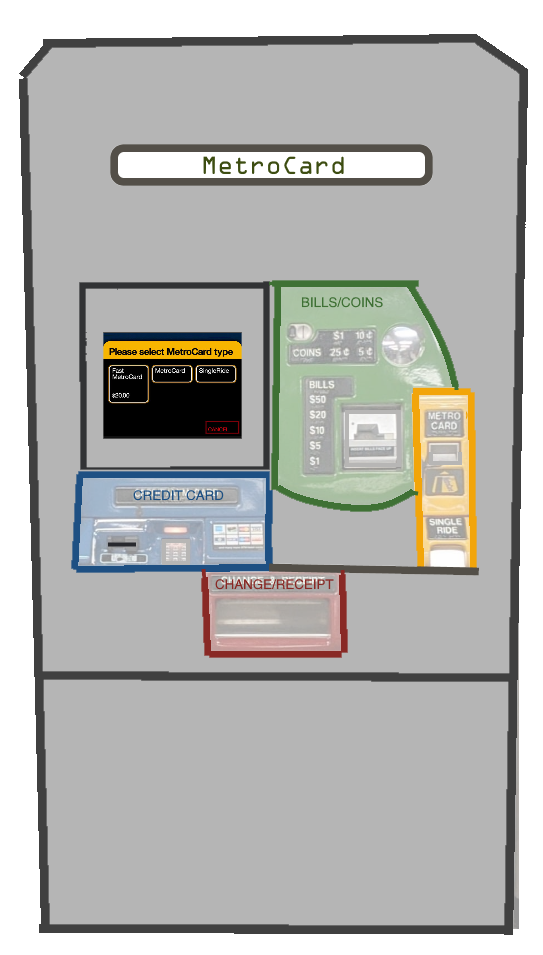 MetroCard
BILLS/COINS
$1 10¢
COINS 25¢ 5¢
Please select MetroCard type
Fast MetroCard SingleRide
MetroCard
$20.00
CANCEL
BILLS
$50
$20
$10
$5
$1
METRO
CARD
SINGLE
RIDE
CREDIT CARD
CHANGE/RECEIPT